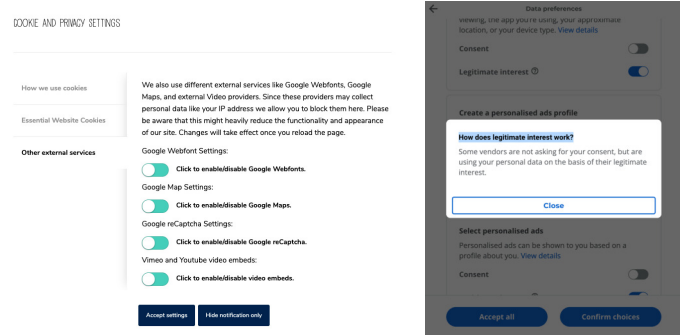 COOKIE AND PRIVACY SETTINGS
How we use cookies
Essential Website Cookies
Other external services
We also use different external services like Google Webfonts, Google
Maps, and external Video providers. Since these providers may collect
personal data like your IP address we allow you to block them here. Please
be aware that this might heavily reduce the functionality and appearance
of our site. Changes will take effect once you reload the page.
Google Webfont Settings:
Click to enable/disable Google Webfonts.
Google Map Settings:
Click to enable/disable Google Maps.
Google reCaptcha Settings:
Click to enable/disable Google reCaptcha.
Vimeo and Youtube video embeds:
Click to enable/disable video embeds.
Accept settings
Hide notification only
Data preferences
viewing, the app you're using, your approximate
location, or your device type. View details
Consent
Legitimate interest
Create a personalised ads profile
How does legitimate interest work?
Some vendors are not asking for your consent, but are
using your personal data on the basis of their legitimate
interest.
Close
Select personalised ads
Personalised ads can be shown to you based on a
profile about you. View details
Consent
Accept all
Confirm choices